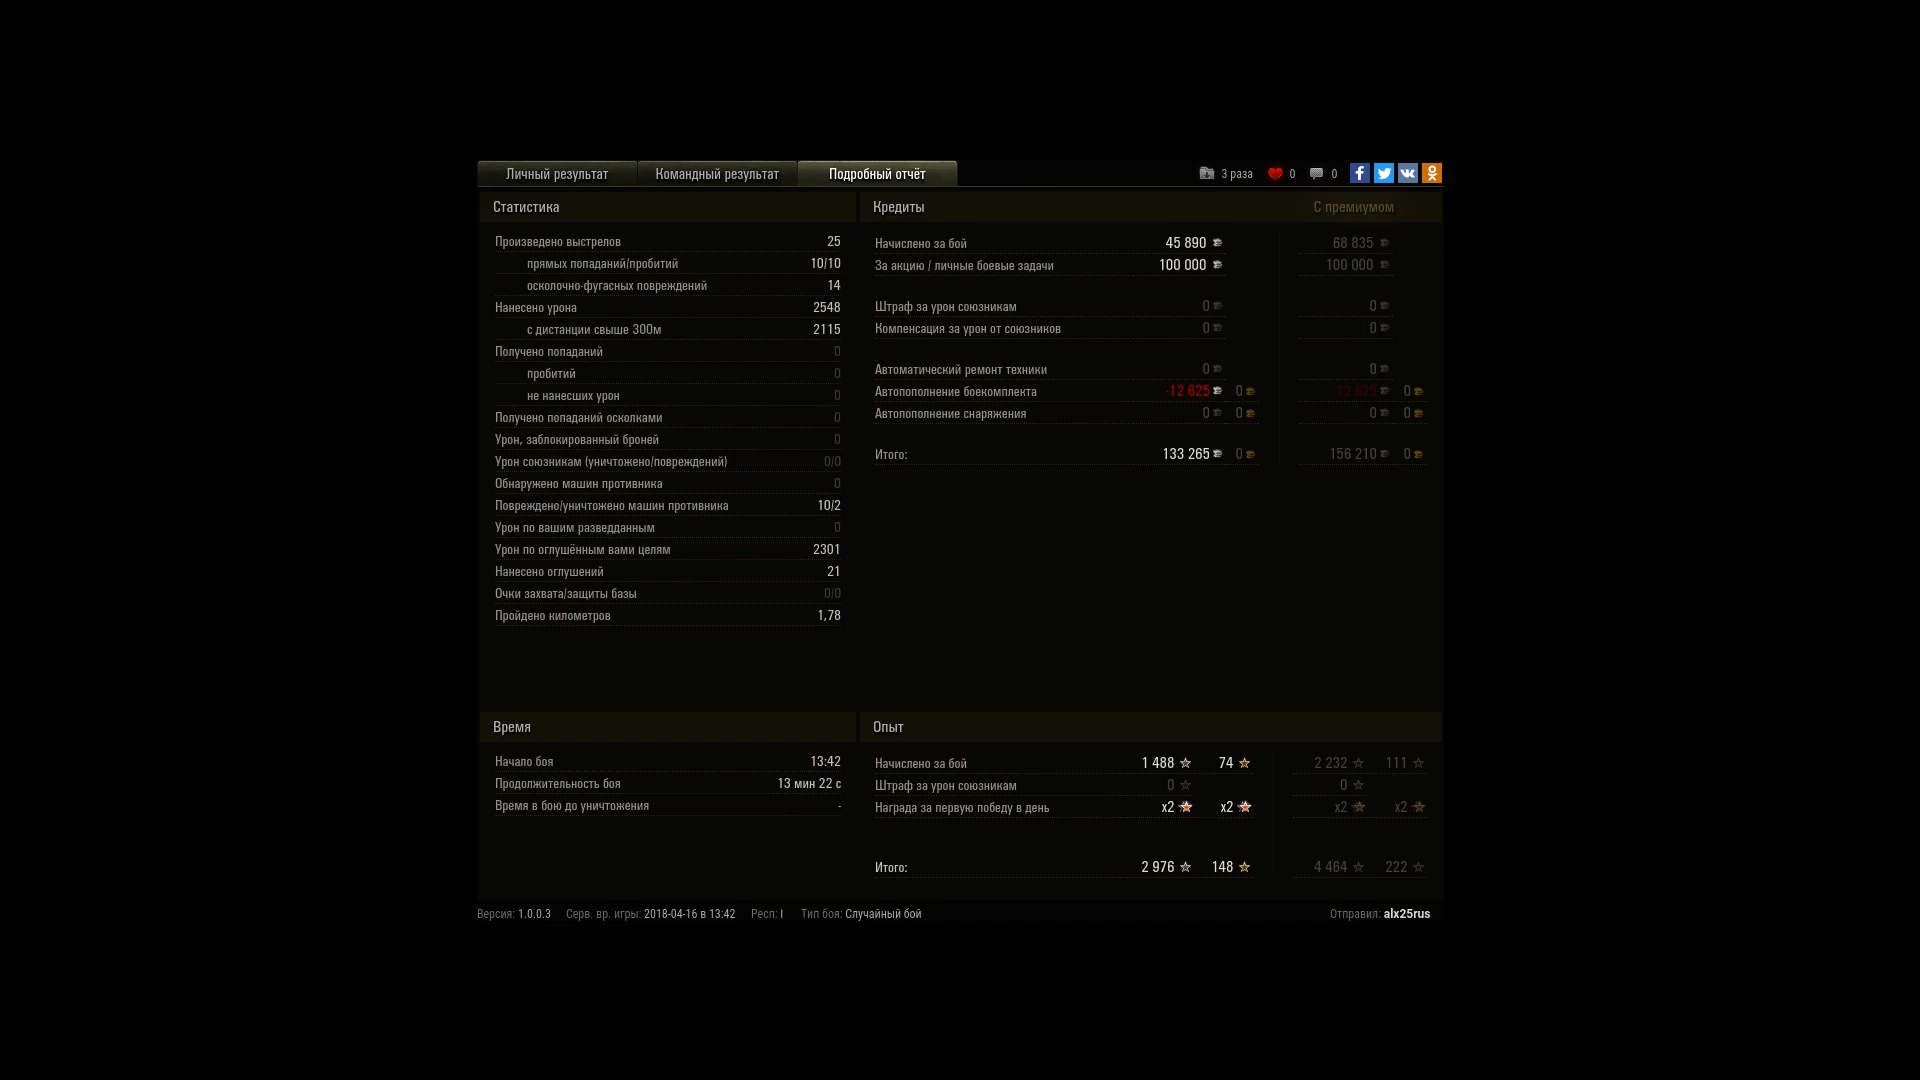 Личный результат Командный результат Подробный отчёт 3 раза 0 0
Статистика
Произведено выстрелов 25
прямых попаданий/пробитий 10/10
осколочно-фугасных повреждений 14
Нанесено урона 2548
с дистанции свыше 300м 2115
Получено попаданий 0
пробитий 0
не нанесших урон 0
Получено попаданий осколками 0
Урон, заблокированный броней 0
Урон союзникам (уничтожено/повреждений) 0/0
Обнаружено машин противника 0
Повреждено/уничтожено машин противника 10/2
Урон по вашим разведданным 0
Урон по оглушённым вами целям 2301
Нанесено оглушений 21
Очки захвата/защиты базы 0/0
Пройдено километров 1,78
Кредиты С премиумом
Начислено за бой 45 890 68 835
За акцию / личные боевые задачи 100 000 100 000
Штраф за урон союзникам 0 0
Компенсация за урон от союзников 0 0
Автоматический ремонт техники 0 0
Автопополнение боекомплекта -12 625 0 -12 625 0
Автопополнение снаряжения 0 0 0 0
Итого: 133 265 0 156 210 0
Время
Начало боя 13:42
Продолжительность боя 13 мин 22 с
Время в бою до уничтожения -
Опыт
Начислено за бой 1 488 74 2 232 111
Штраф за урон союзникам 0 0
Награда за первую победу в день x2 x2 x2 x2
Итого: 2 976 148 4 464 222
Версия: 1.0.0.3 Серв. вр. игры: 2018-04-16 в 13:42 Респ: I Тип боя: Случайный бой Отправил: alx25rus